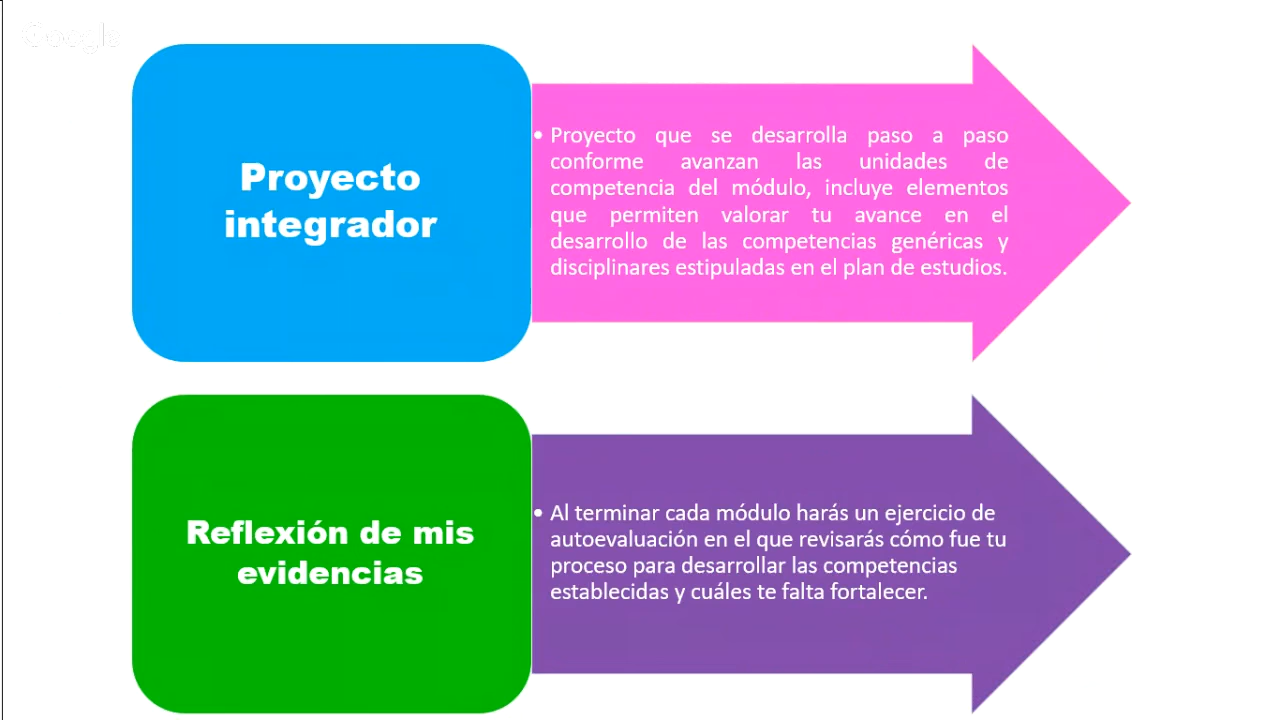 Google
Proyecto
integrador
• Proyecto que se desarrolla paso a paso
conforme avanzan las unidades de
competencia del módulo, incluye elementos
que permiten valorar tu avance en el
desarrollo de las competencias genéricas y
disciplinares estipuladas en el plan de estudios.
Reflexión de mis
evidencias
• Al terminar cada módulo harás un ejercicio de
autoevaluación en el que revisarás cómo fue tu
proceso para desarrollar las competencias
establecidas y cuáles te falta fortalecer.